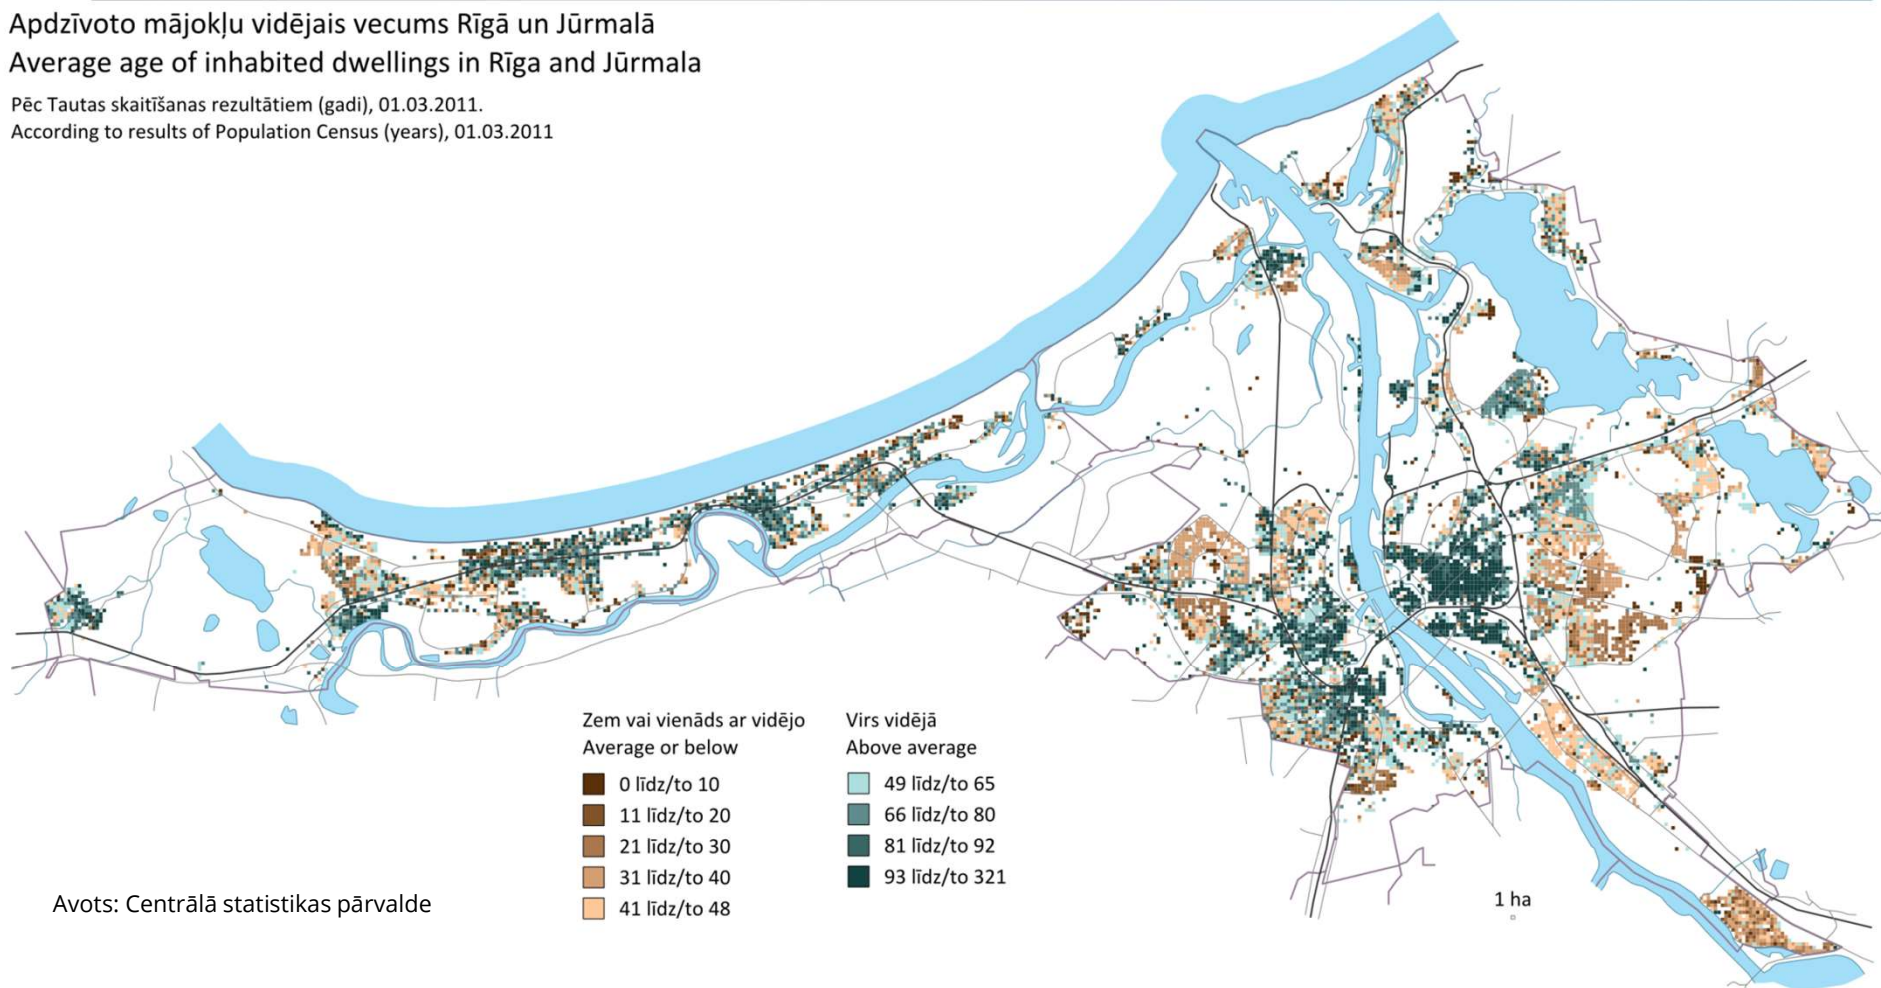 Apdzīvoto mājokļu vidējais vecums Rīgā un Jūrmalā
Average age of inhabited dwellings in Rīga and Jūrmala
Pēc Tautas skaitīšanas rezultātiem (gadi), 01.03.2011.
According to results of Population Census (years), 01.03.2011
Zem vai vienāds ar vidējo
Average or below
0 līdz/to 10
11 līdz/to 20
21 līdz/to 30
31 līdz/to 40
41 līdz/to 48
Virs vidējā
Above average
49 līdz/to 65
66 līdz/to 80
81 līdz/to 92
93 līdz/to 321
1 ha
Avots: Centrālā statistikas pārvalde